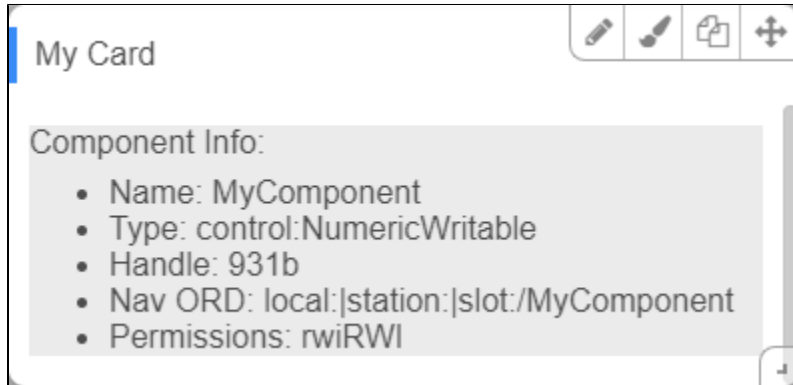 My Card
Component Info:
• Name: MyComponent
• Type: control:NumericWritable
• Handle: 931b
• Nav ORD: local:|station:|slot:/MyComponent
• Permissions: rwiRWI